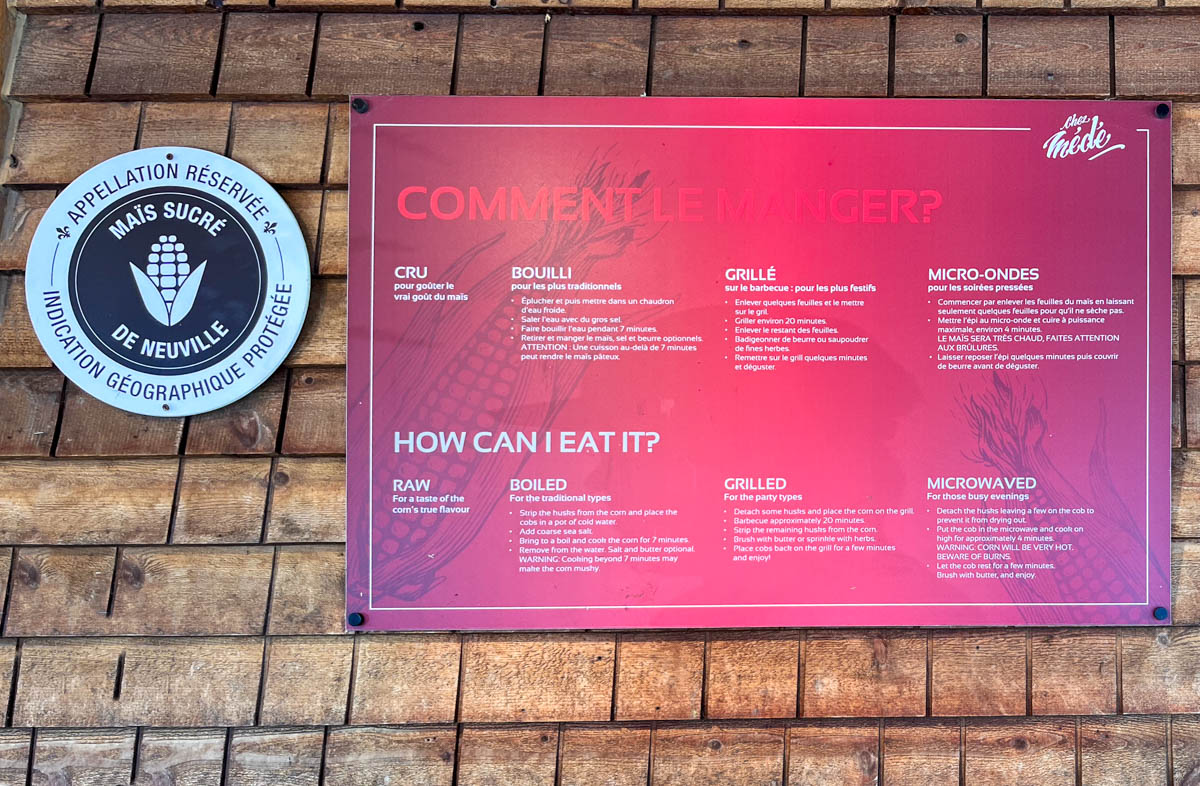 APPELLATION RÉSERVÉE
MAÏS SUCRÉ
DE NEUVILLE
INDICATION GÉOGRAPHIQUE PROTÉGÉE
chez
Médé
COMMENT LE MANGER?
CRU
pour goûter le
vrai goût du maïs
BOUILLI
pour les plus traditionnels
• Éplucher et puis mettre dans un chaudron
d'eau froide.
• Saler l'eau avec du gros sel.
• Faire bouillir l'eau pendant 7 minutes.
• Retirer et manger le maïs, sel et beurre optionnels.
ATTENTION : Une cuisson au-delà de 7 minutes
peut rendre le maïs pâteux.
GRILLÉ
sur le barbecue : pour les plus festifs
• Enlever quelques feuilles et le mettre
sur le gril.
• Griller environ 20 minutes.
• Enlever le restant des feuilles.
• Badigeonner de beurre ou saupoudrer
de fines herbes.
• Remettre sur le grill quelques minutes
et déguster.
MICRO-ONDES
pour les soirées pressées
• Commencer par enlever les feuilles du maïs en laissant
seulement quelques feuilles pour qu'il ne sèche pas.
• Mettre l'épi au micro-onde et cuire à puissance
maximale, environ 4 minutes.
LE MAÏS SERA TRÈS CHAUD, FAITES ATTENTION
AUX BRÛLURES.
• Laisser reposer l'épi quelques minutes puis couvrir
de beurre avant de déguster.
HOW CAN I EAT IT?
RAW
For a taste of the
corn's true flavour
BOILED
For the traditional types
• Strip the husks from the corn and place the
cobs in a pot of cold water.
• Add coarse sea salt.
• Bring to a boil and cook the corn for 7 minutes.
• Remove from the water. Salt and butter optional.
WARNING: Cooking beyond 7 minutes may
make the corn mushy.
GRILLED
For the party types
• Detach some husks and place the corn on the grill.
• Barbecue approximately 20 minutes.
• Strip the remaining husks from the corn.
• Brush with butter or sprinkle with herbs.
• Place cobs back on the grill for a few minutes
and enjoy!
MICROWAVED
For those busy evenings
• Detach the husks leaving a few on the cob to
prevent it from drying out.
• Put the cob in the microwave and cook on
high for approximately 4 minutes.
WARNING: CORN WILL BE VERY HOT.
BEWARE OF BURNS.
• Let the cob rest for a few minutes.
Brush with butter, and enjoy.